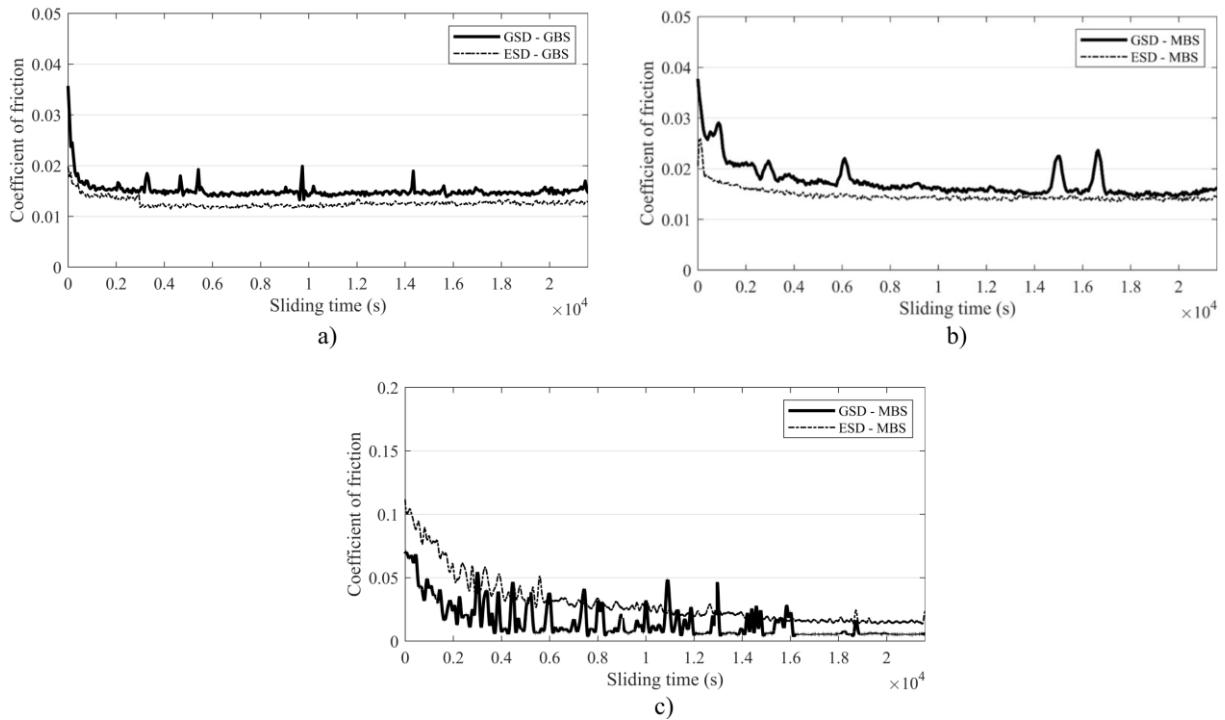 0.05
0.04
0.03
0.02
0.01
0
Coefficient of friction
GSD - GBS
ESD - GBS
0 0.2 0.4 0.6 0.8 1 1.2 1.4 1.6 1.8 2
Sliding time (s)
×10⁴
a)
0.05
0.04
0.03
0.02
0.01
0
Coefficient of friction
GSD - MBS
ESD - MBS
0 0.2 0.4 0.6 0.8 1 1.2 1.4 1.6 1.8 2
Sliding time (s)
×10⁴
b)
0.2
0.15
0.1
0.05
0
Coefficient of friction
GSD - MBS
ESD - MBS
0 0.2 0.4 0.6 0.8 1 1.2 1.4 1.6 1.8 2
Sliding time (s)
×10⁴
c)